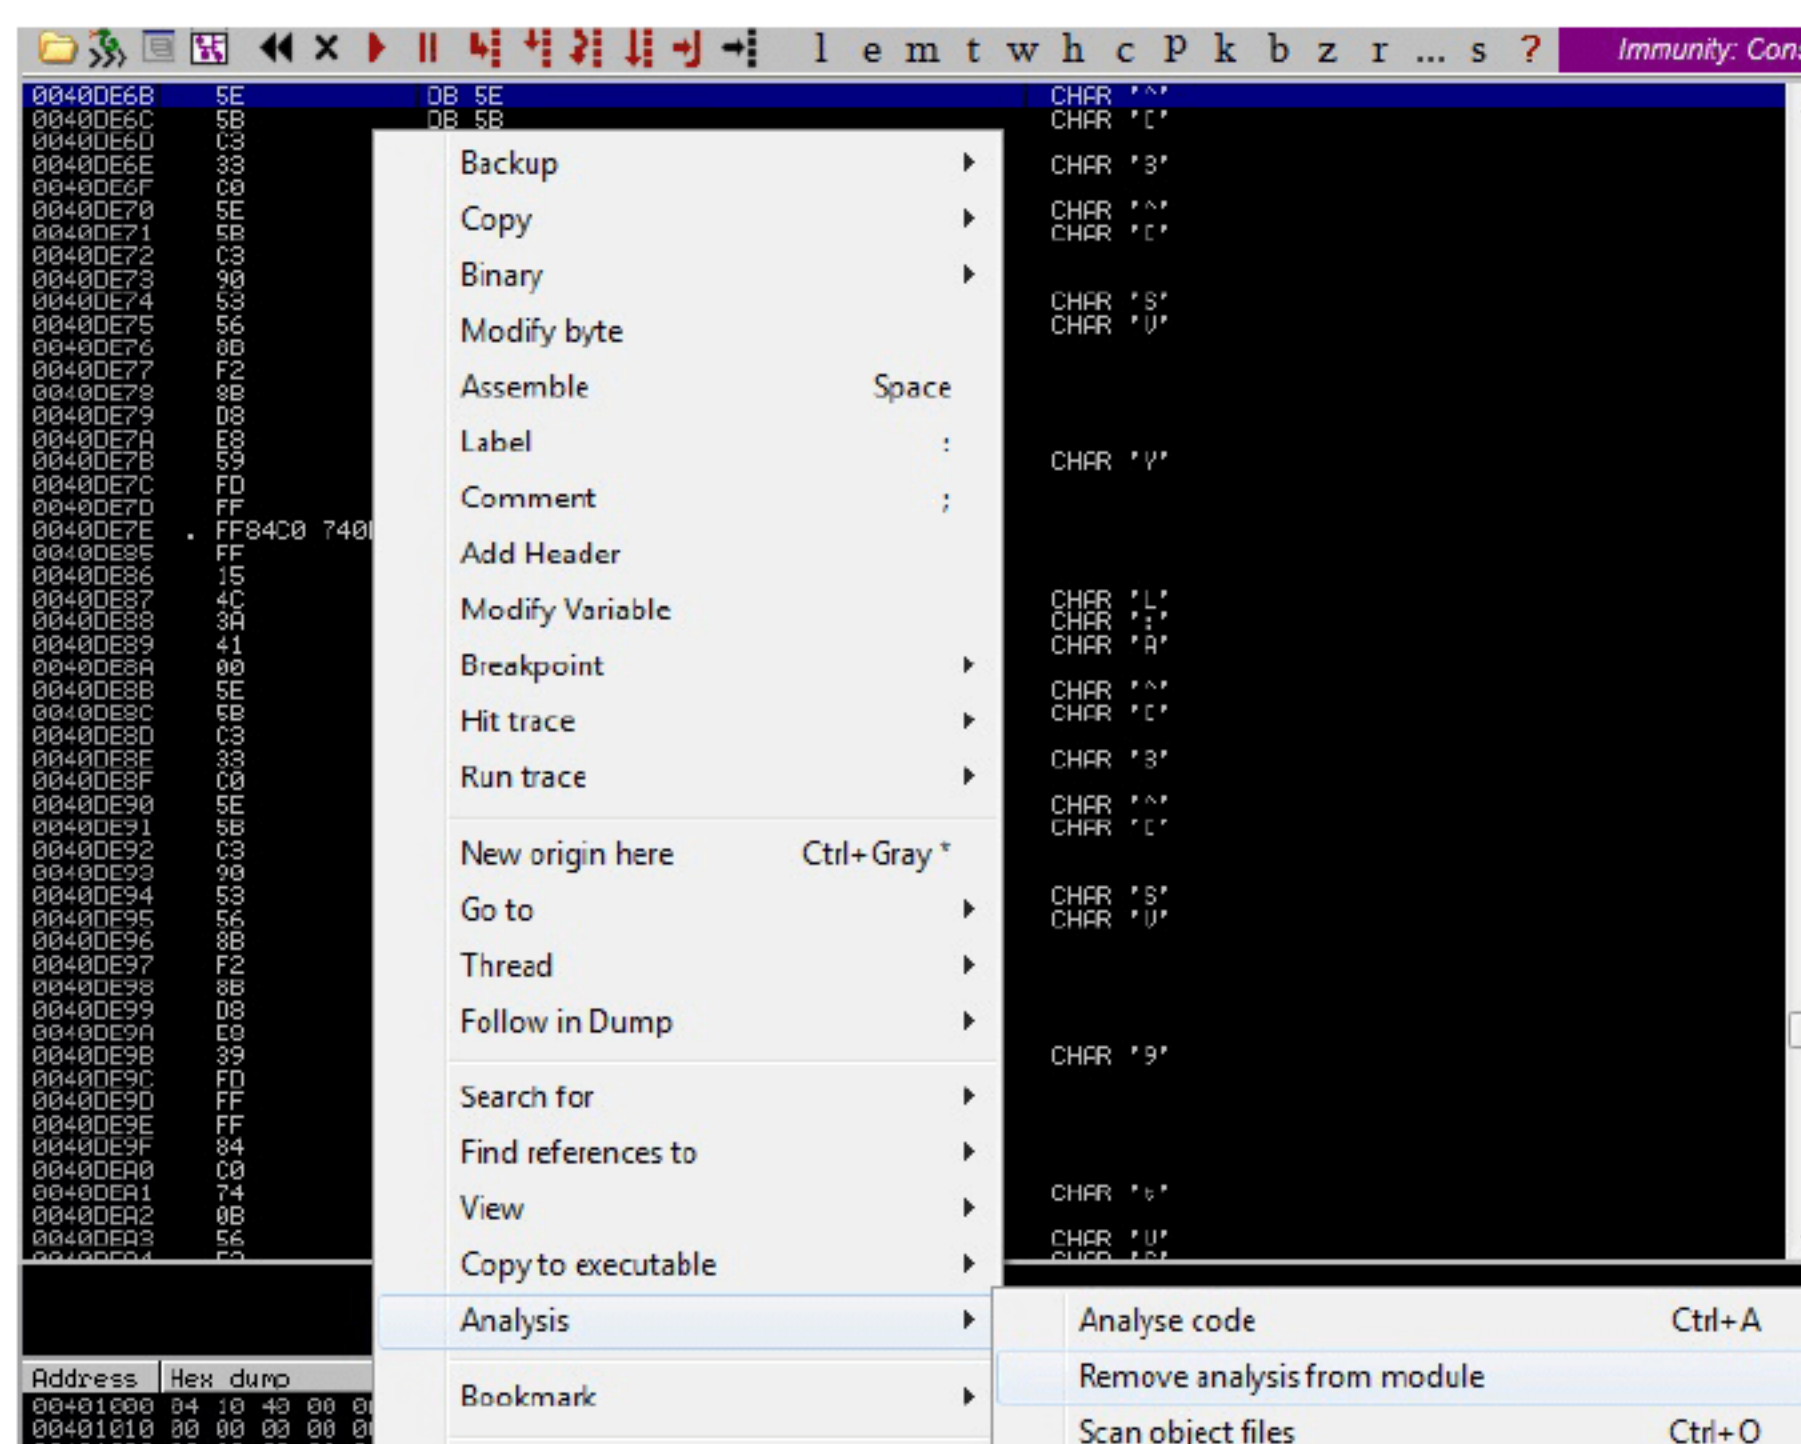 l e m t w h c P k b z r ... s ? Immunity: Con
0040DE6B 5E DB 5E CHAR '^'
0040DE6C 5B DB 5B CHAR '['
0040DE6D C3
0040DE6E 33 CHAR '3'
0040DE6F C0
0040DE70 5E CHAR '^'
0040DE71 5B CHAR '['
0040DE72 C3
0040DE73 90
0040DE74 53 CHAR 'S'
0040DE75 56 CHAR 'V'
0040DE76 8B
0040DE77 F2
0040DE78 8B
0040DE79 D8
0040DE7A E8
0040DE7B 59 CHAR 'Y'
0040DE7C FD
0040DE7D FF
0040DE7E . FF84C0 740
0040DE85 FF
0040DE86 15
0040DE87 4C CHAR 'L'
0040DE88 3A CHAR ':'
0040DE89 41 CHAR 'A'
0040DE8A 00
0040DE8B 5E CHAR '^'
0040DE8C 5B CHAR '['
0040DE8D C3
0040DE8E 33 CHAR '3'
0040DE8F C0
0040DE90 5E CHAR '^'
0040DE91 5B CHAR '['
0040DE92 C3
0040DE93 90
0040DE94 53 CHAR 'S'
0040DE95 56 CHAR 'V'
0040DE96 8B
0040DE97 F2
0040DE98 8B
0040DE99 D8
0040DE9A E8
0040DE9B 39 CHAR '9'
0040DE9C FD
0040DE9D FF
0040DE9E FF
0040DE9F 84
0040DEA0 C0
0040DEA1 74 CHAR 't'
0040DEA2 0B
0040DEA3 56 CHAR 'V'
Backup
Copy
Binary
Modify byte
Assemble Space
Label :
Comment ;
Add Header
Modify Variable
Breakpoint
Hit trace
Run trace
New origin here Ctrl+Gray *
Go to
Thread
Follow in Dump
Search for
Find references to
View
Copy to executable
Analysis
Bookmark
Analyse code Ctrl+A
Remove analysis from module
Scan object files Ctrl+O
Address Hex dump
00401000 04 10 40 00
00401010 00 00 00 00